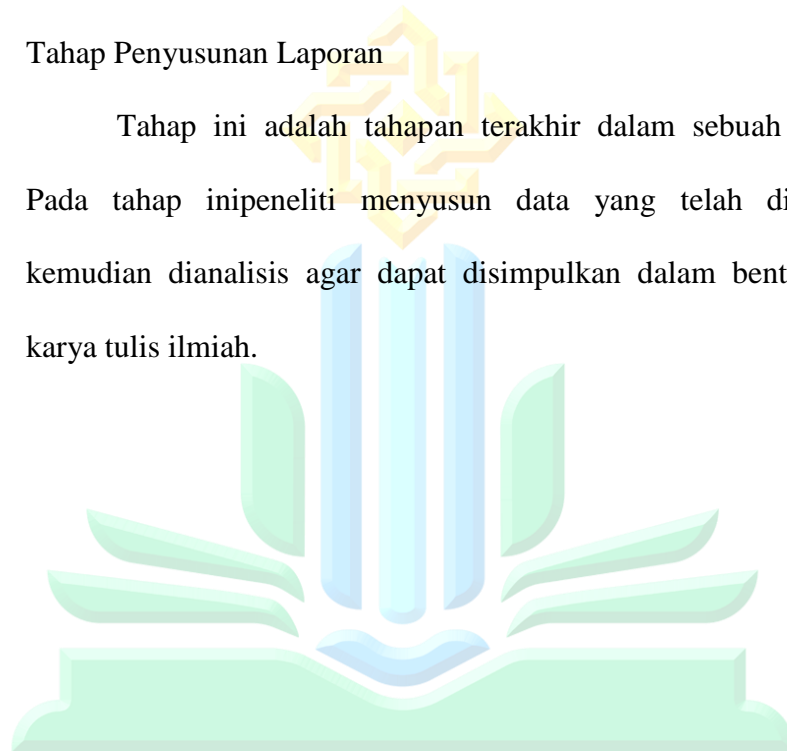 Tahap Penyusunan Laporan
Tahap ini adalah tahapan terakhir dalam sebuah
Pada tahap inipeneliti menyusun data yang telah di
kemudian dianalisis agar dapat disimpulkan dalam bent
karya tulis ilmiah.